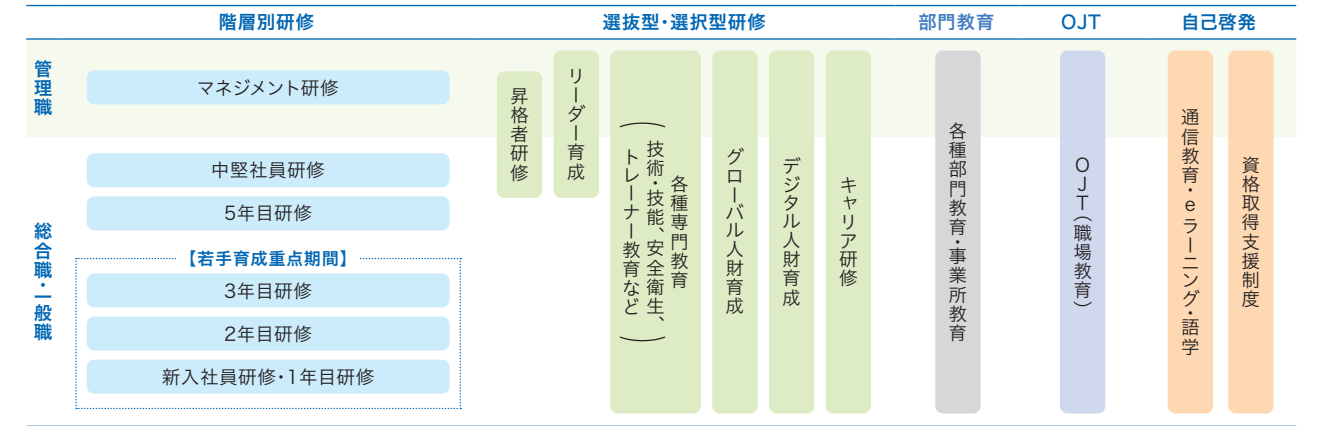 階層別研修
選抜型・選択型研修
部門教育
OJT
自己啓発
管理職
マネジメント研修
総合職・一般職
中堅社員研修
5年目研修
【若手育成重点期間】
3年目研修
2年目研修
新入社員研修・1年目研修
昇格者研修
リーダー育成
各種専門教育
（技術・技能、安全衛生、
トレーナー教育など）
グローバル人財育成
デジタル人財育成
キャリア研修
各種部門教育・事業所教育
OJT（職場教育）
通信教育・eラーニング・語学
資格取得支援制度